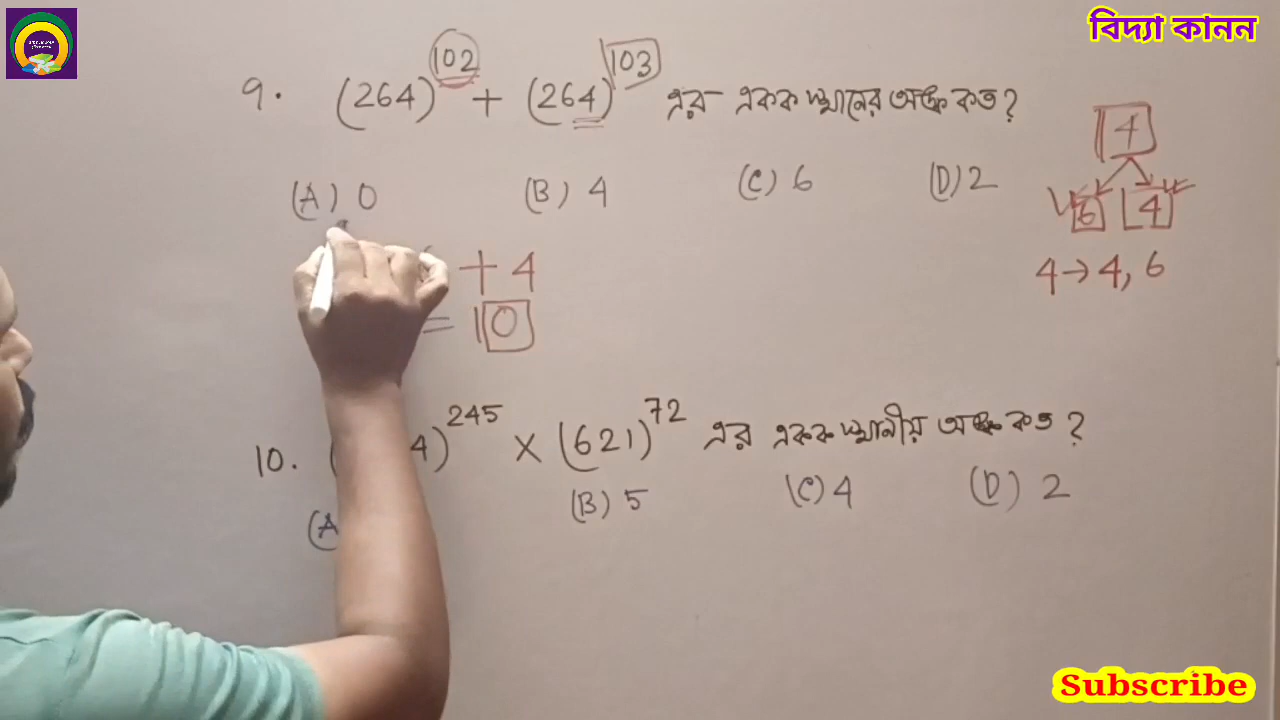 বিদ্যা কানন
9. (264)^102 + (264)^103 এর একক স্থানের অঙ্ক কত?
(A) 0 (B) 4 (C) 6 (D) 2
4
6 4
4→4, 6
+ 4
= 10
10. ( 4)^245 × (621)^72 এর একক স্থানীয় অঙ্ক কত?
(A (B) 5 (C) 4 (D) 2
Subscribe